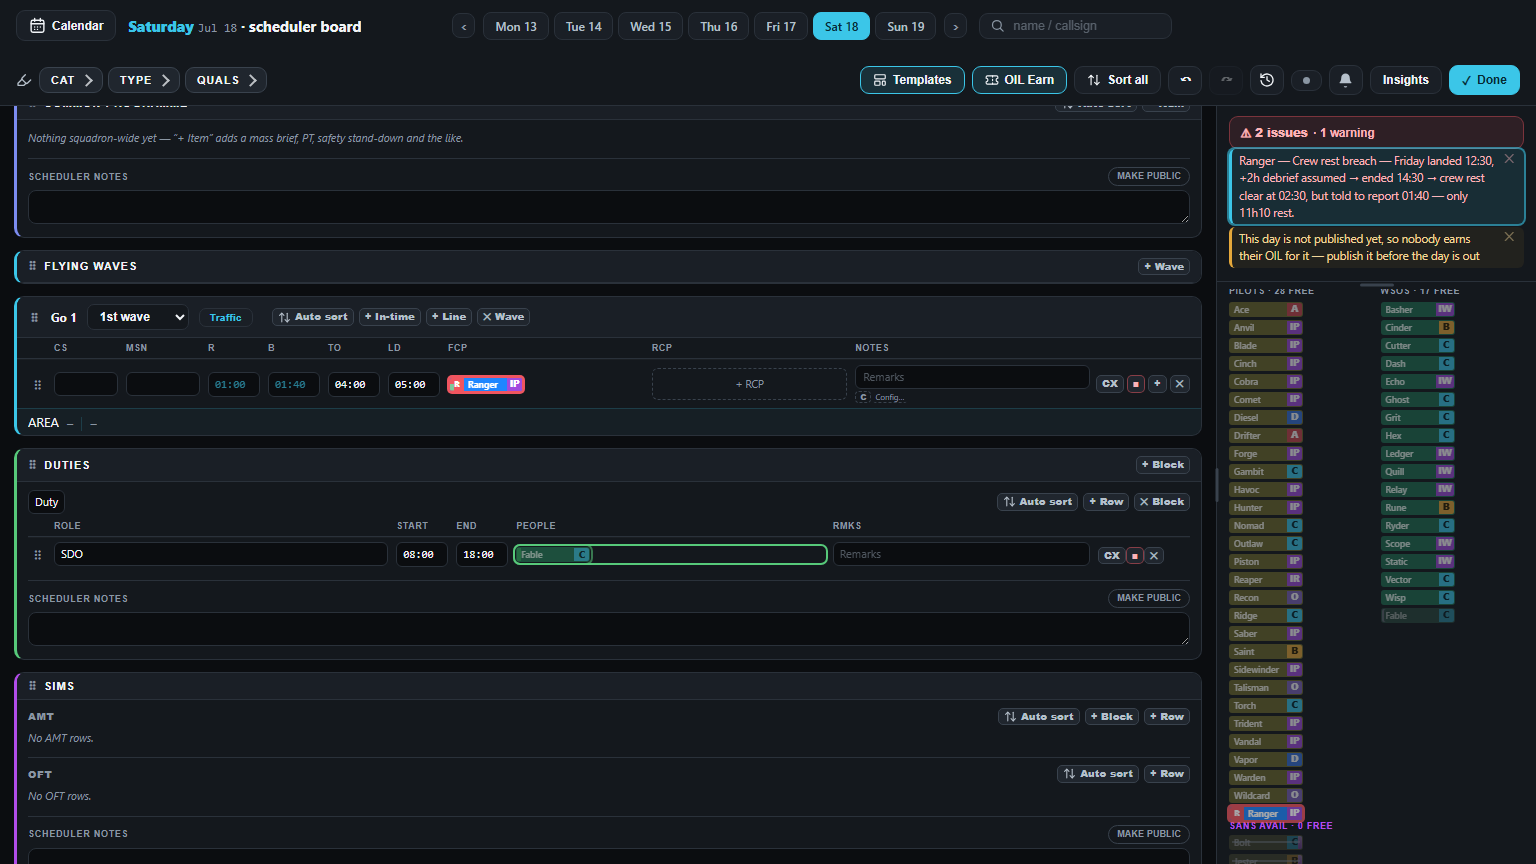 Calendar
Saturday Jul 18 · scheduler board
Mon 13
Tue 14
Wed 15
Thu 16
Fri 17
Sat 18
Sun 19
name / callsign
CAT
TYPE
QUALS
Templates
OIL Earn
Sort all
Insights
✓ Done
Nothing squadron-wide yet — "+ Item" adds a mass brief, PT, safety stand-down and the like.
SCHEDULER NOTES
MAKE PUBLIC
FLYING WAVES
+ Wave
Go 1
1st wave
Traffic
Auto sort
+ In-time
+ Line
✕ Wave
CS
MSN
R
B
TO
LD
FCP
RCP
NOTES
01:00
01:40
04:00
05:00
R Ranger IP
+ RCP
Remarks
CX
C Config...
AREA – | –
DUTIES
+ Block
Duty
Auto sort
+ Row
✕ Block
ROLE
START
END
PEOPLE
RMKS
SDO
08:00
18:00
Fable C
Remarks
CX
SCHEDULER NOTES
MAKE PUBLIC
SIMS
AMT
Auto sort
+ Block
+ Row
No AMT rows.
OFT
Auto sort
+ Row
No OFT rows.
SCHEDULER NOTES
MAKE PUBLIC
⚠ 2 issues · 1 warning
Ranger — Crew rest breach — Friday landed 12:30,
+2h debrief assumed → ended 14:30 → crew rest
clear at 02:30, but told to report 01:40 — only
11h10 rest.
This day is not published yet, so nobody earns
their OIL for it — publish it before the day is out
PILOTS · 28 FREE
Ace A
Anvil IP
Blade IP
Cinch IP
Cobra IP
Comet IP
Diesel D
Drifter A
Forge IP
Gambit C
Havoc IP
Hunter IP
Nomad C
Outlaw C
Piston IP
Reaper IR
Recon O
Ridge C
Saber IP
Saint B
Sidewinder IP
Talisman O
Torch C
Trident IP
Vandal IP
Vapor D
Warden IP
Wildcard O
R Ranger IP
WSOS · 17 FREE
Basher IW
Cinder B
Cutter C
Dash C
Echo IW
Ghost C
Grit C
Hex C
Ledger IW
Quill IW
Relay IW
Rune B
Ryder C
Scope IW
Static IW
Vector C
Wisp C
Fable C
SANS AVAIL · 0 FREE
Bolt C